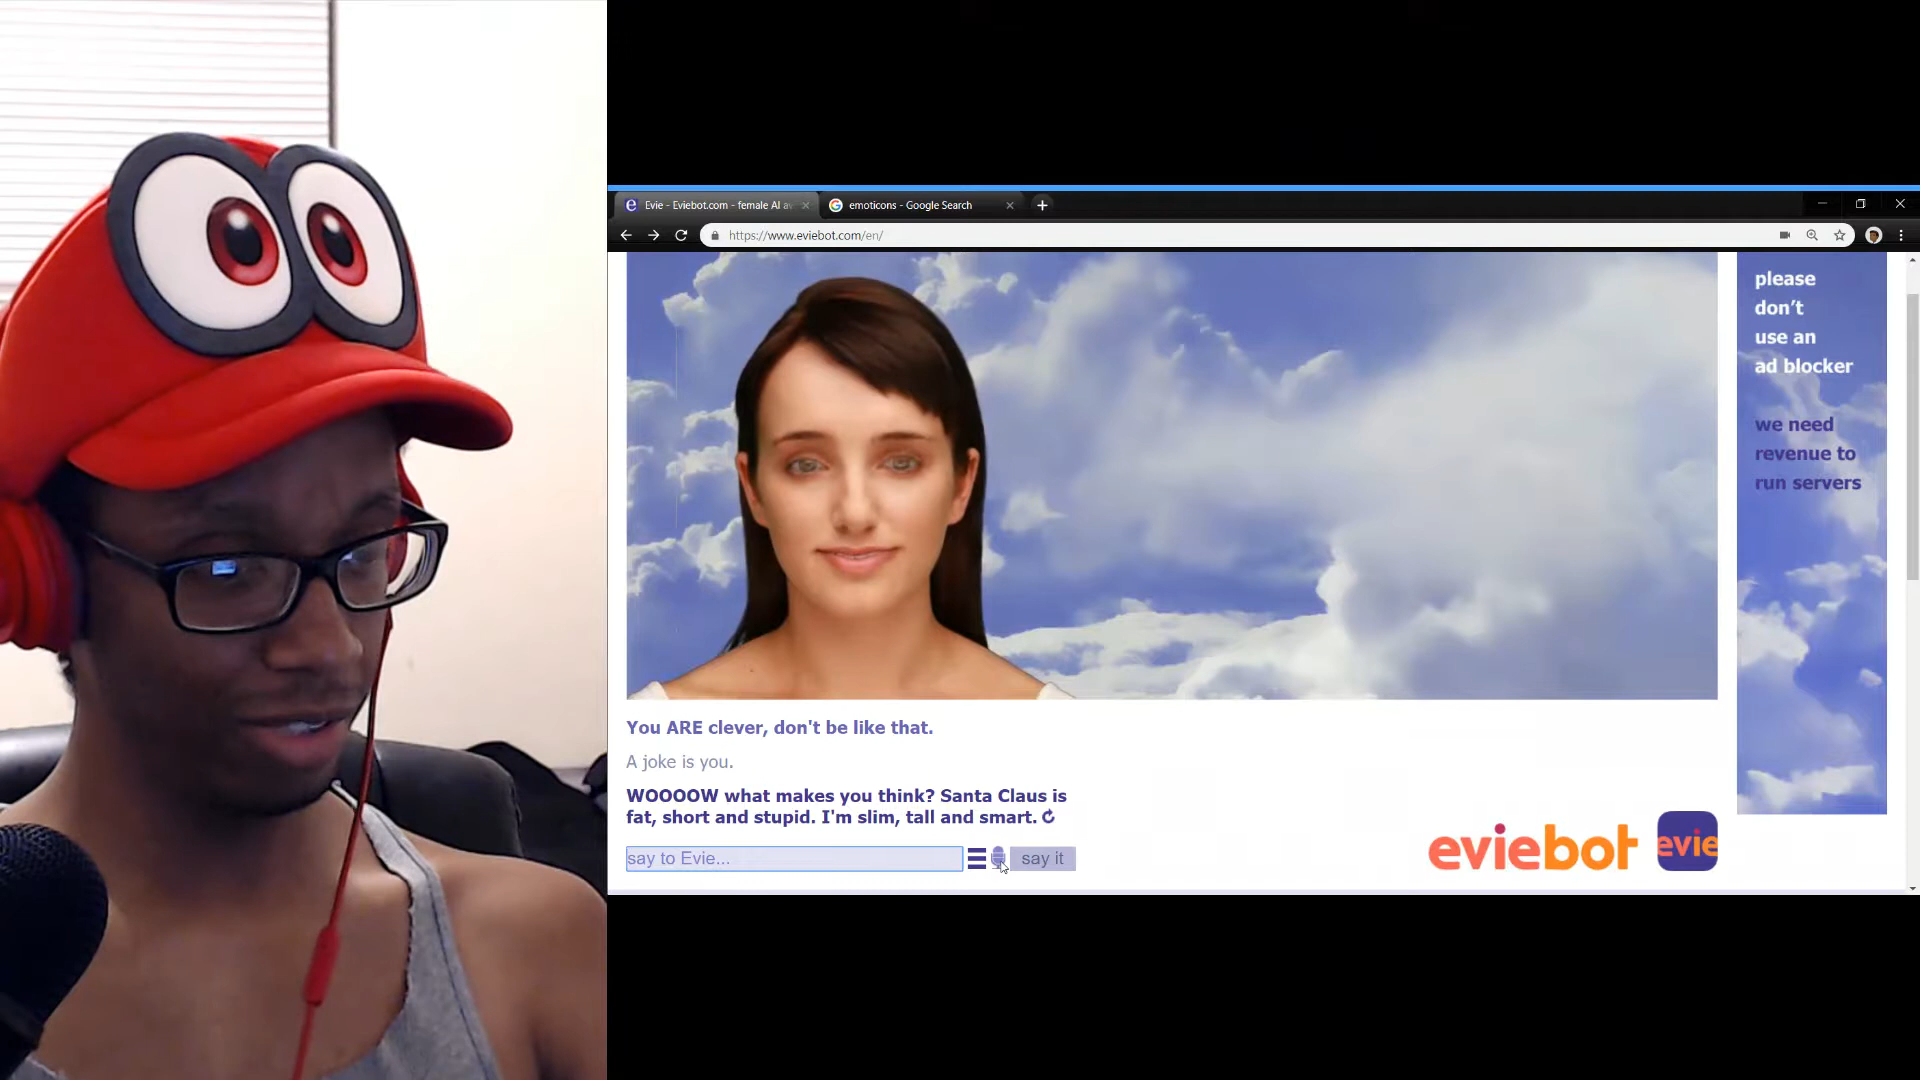 Evie - Eviebot.com - female AI av
emoticons - Google Search
https://www.eviebot.com/en/
please
don't
use an
ad blocker
we need
revenue to
run servers
You ARE clever, don't be like that.
A joke is you.
WOOOOW what makes you think? Santa Claus is
fat, short and stupid. I'm slim, tall and smart.
say to Evie...
say it
eviebot
evie